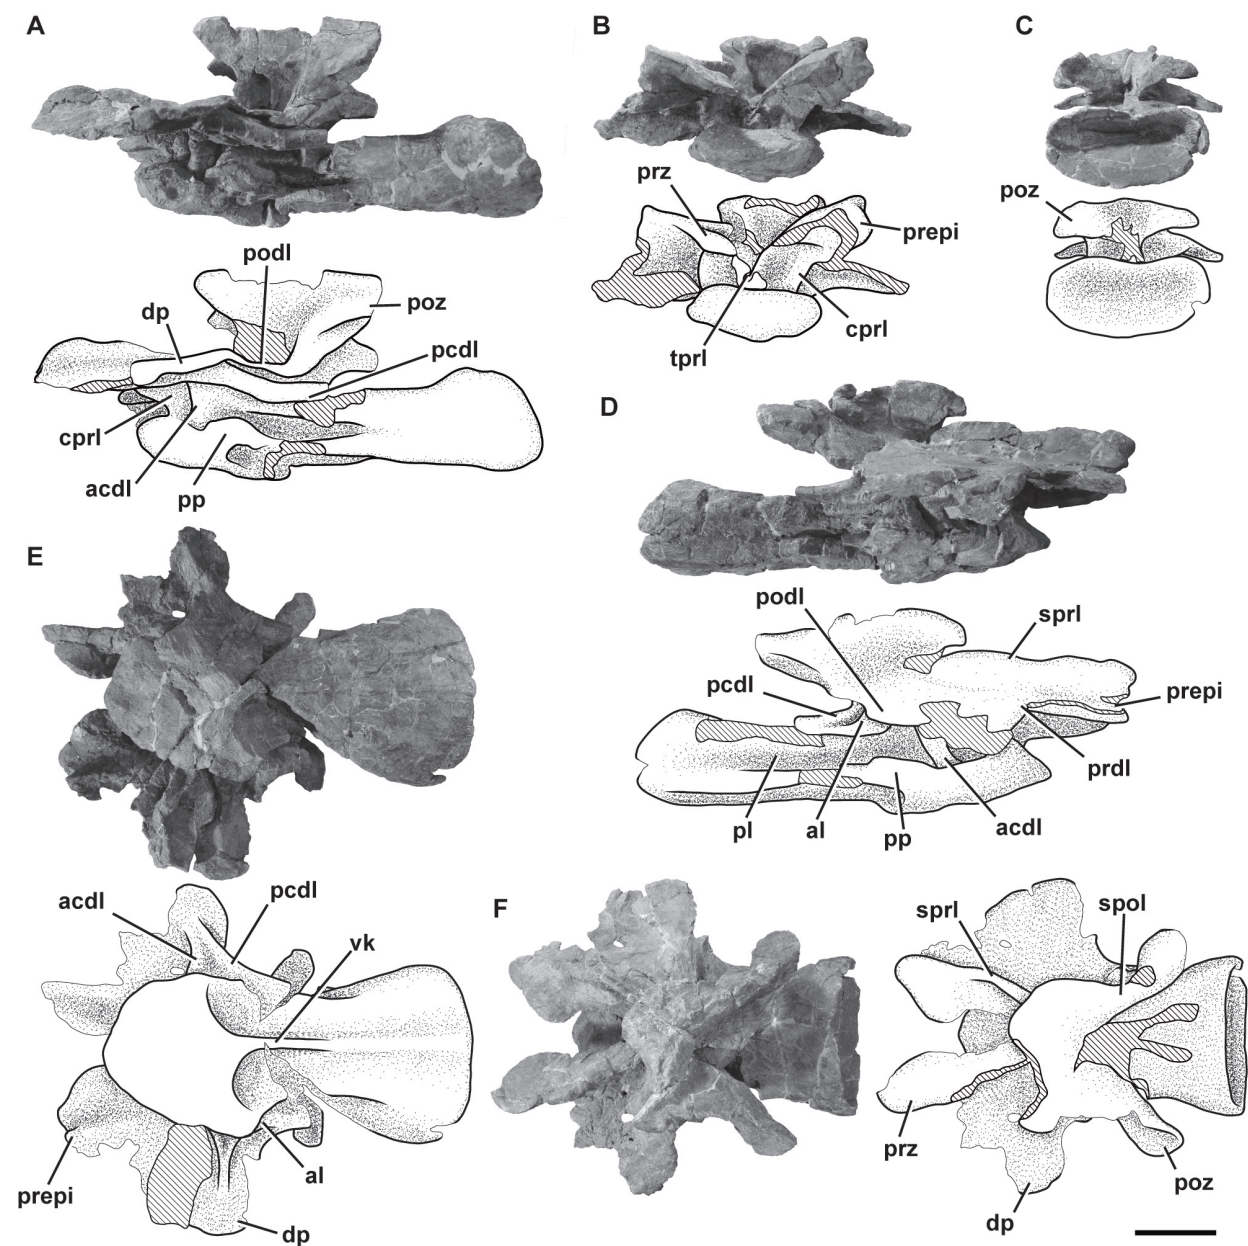 A
B
C
podl
dp
poz
pcdl
cprl
acdl
pp
prz
prepi
tprl
cprl
poz
D
podl
sprl
pcdl
prepi
prdl
pl
al
pp
acdl
E
acdl
pcdl
vk
prepi
al
dp
F
sprl
spol
prz
poz
dp